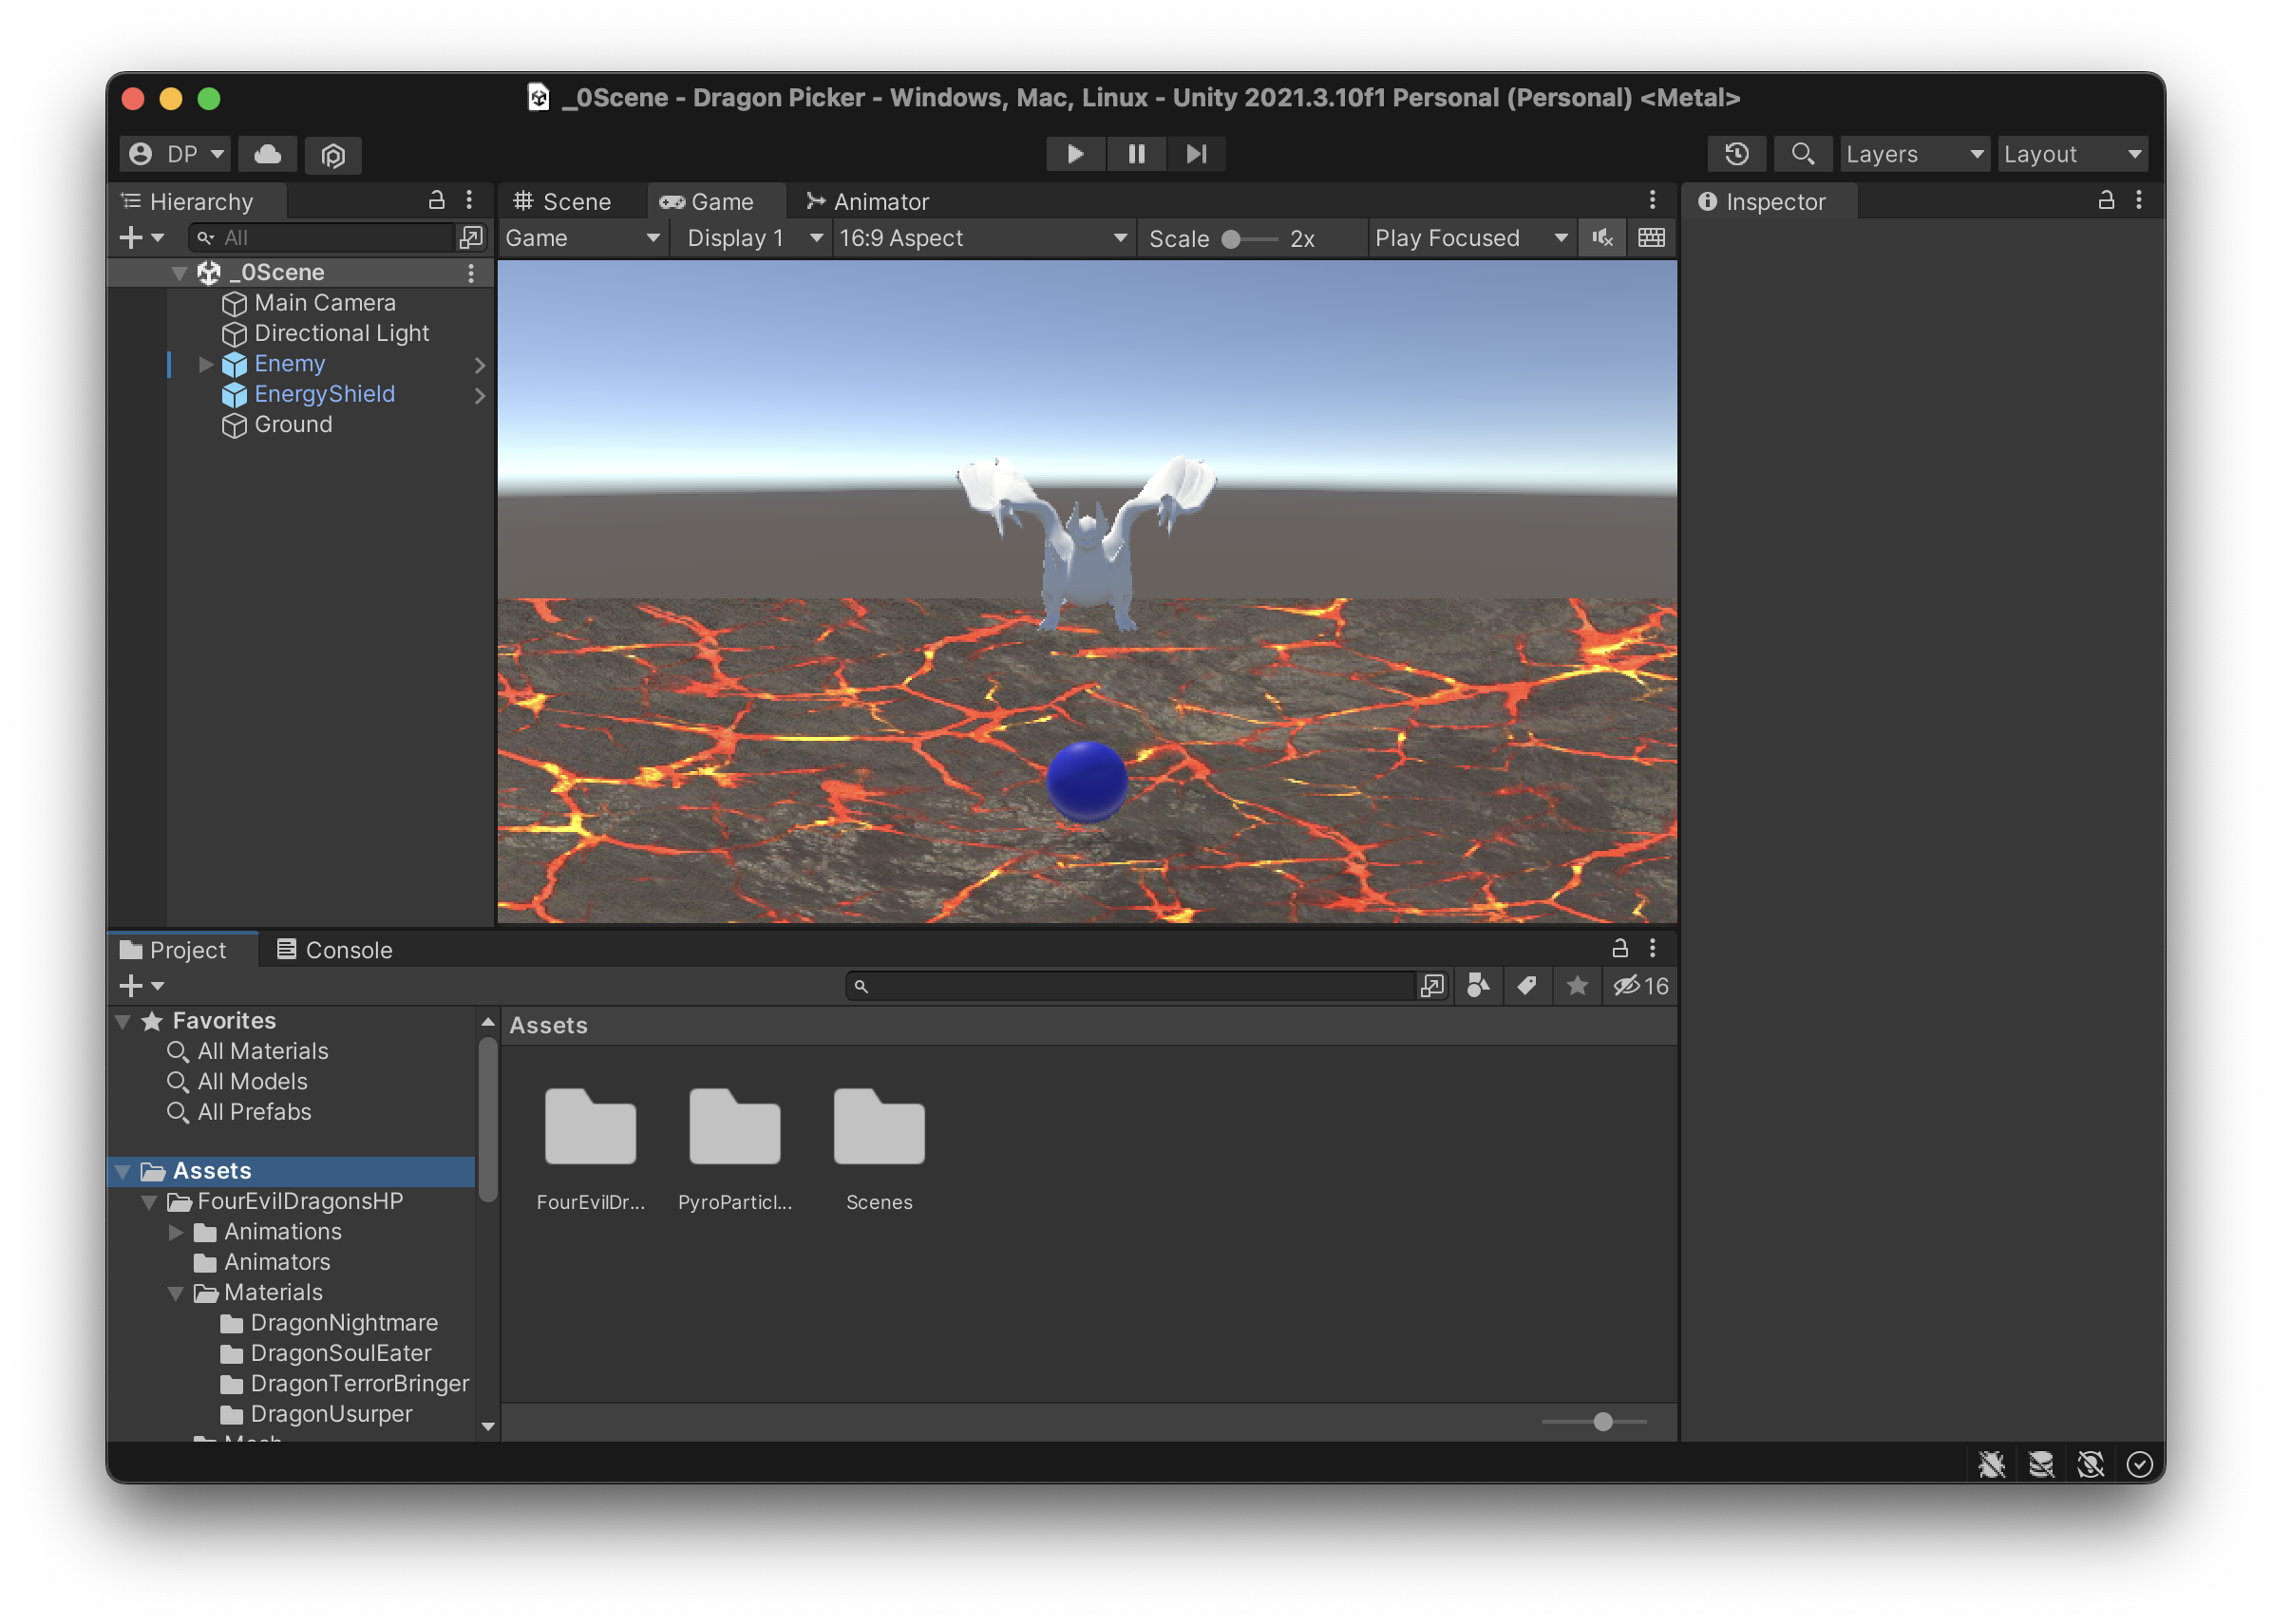 _0Scene - Dragon Picker - Windows, Mac, Linux - Unity 2021.3.10f1 Personal (Personal) <Metal>
DP
Layers
Layout
Hierarchy
All
_0Scene
Main Camera
Directional Light
Enemy
EnergyShield
Ground
Scene
Game
Animator
Game
Display 1
16:9 Aspect
Scale
2x
Play Focused
Inspector
Project
Console
16
Favorites
All Materials
All Models
All Prefabs
Assets
FourEvilDragonsHP
Animations
Animators
Materials
DragonNightmare
DragonSoulEater
DragonTerrorBringer
DragonUsurper
Assets
FourEvilDr...
PyroParticl...
Scenes